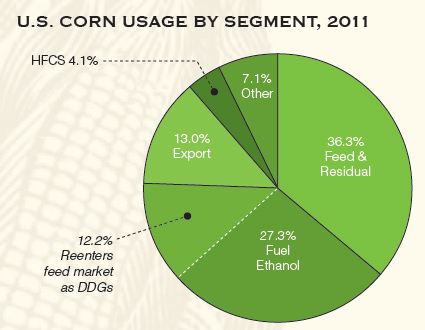 U.S. CORN USAGE BY SEGMENT, 2011
HFCS 4.1%
7.1%
Other
36.3%
Feed &
Residual
13.0%
Export
27.3%
Fuel
Ethanol
12.2%
Reenters
feed market
as DDGs